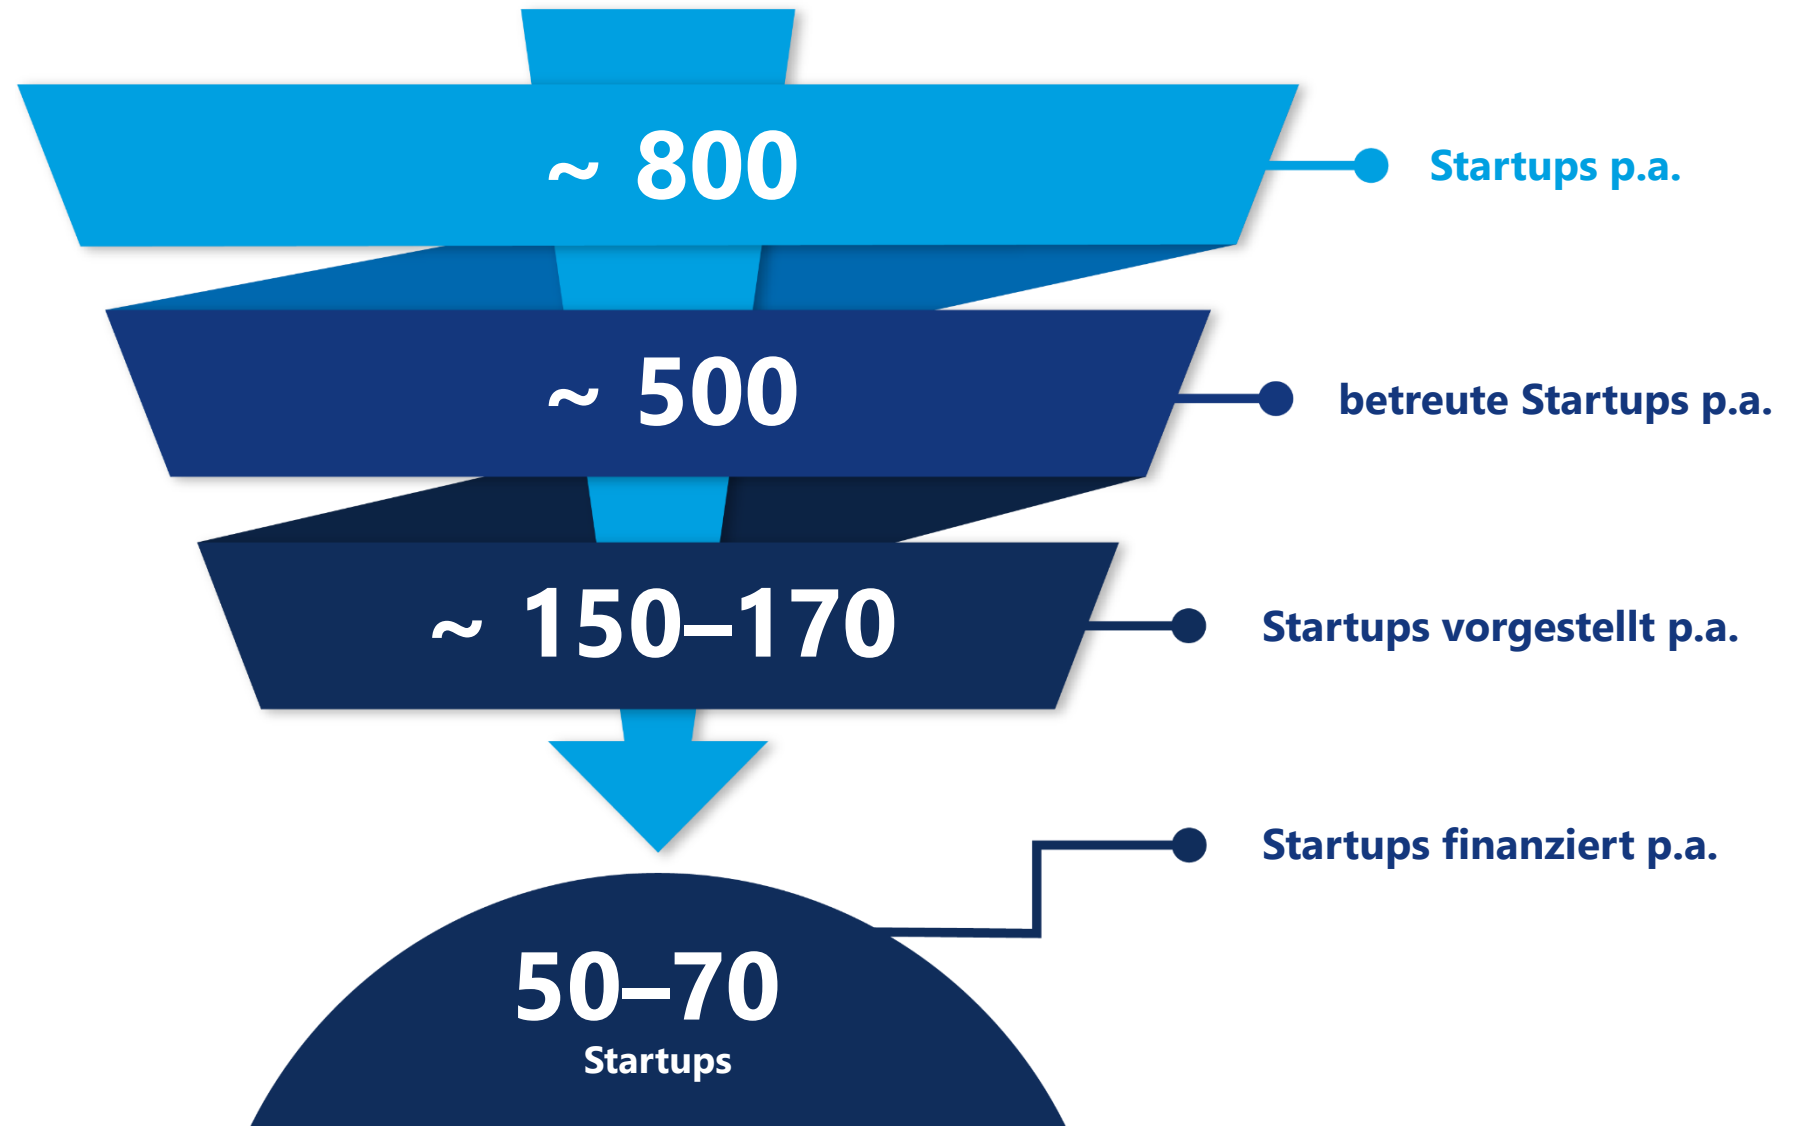 ~ 800
Startups p.a.
~ 500
betreute Startups p.a.
~ 150–170
Startups vorgestellt p.a.
Startups finanziert p.a.
50–70
Startups